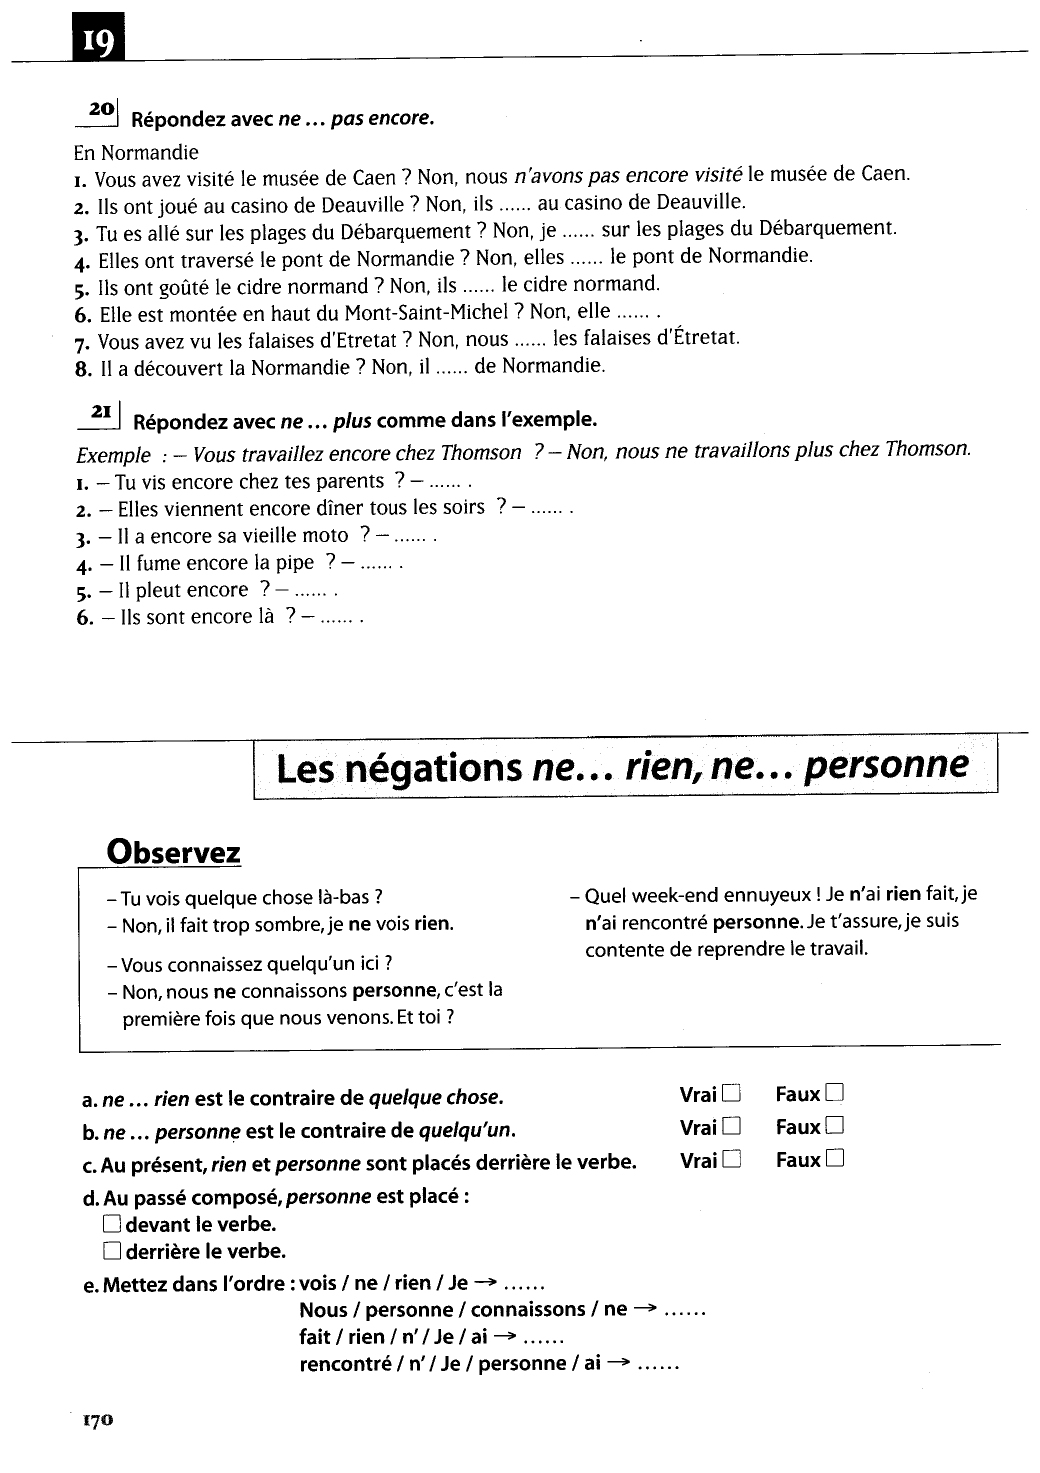 19
20 Répondez avec ne ... pas encore.
En Normandie
1. Vous avez visité le musée de Caen ? Non, nous n'avons pas encore visité le musée de Caen.
2. Ils ont joué au casino de Deauville ? Non, ils ...... au casino de Deauville.
3. Tu es allé sur les plages du Débarquement ? Non, je ...... sur les plages du Débarquement.
4. Elles ont traversé le pont de Normandie ? Non, elles ...... le pont de Normandie.
5. Ils ont goûté le cidre normand ? Non, ils ...... le cidre normand.
6. Elle est montée en haut du Mont-Saint-Michel ? Non, elle ...... .
7. Vous avez vu les falaises d'Etretat ? Non, nous ...... les falaises d'Étretat.
8. Il a découvert la Normandie ? Non, il ...... de Normandie.
21 Répondez avec ne ... plus comme dans l'exemple.
Exemple : – Vous travaillez encore chez Thomson ? – Non, nous ne travaillons plus chez Thomson.
1. – Tu vis encore chez tes parents ? – ...... .
2. – Elles viennent encore dîner tous les soirs ? – ...... .
3. – Il a encore sa vieille moto ? – ...... .
4. – Il fume encore la pipe ? – ...... .
5. – Il pleut encore ? – ...... .
6. – Ils sont encore là ? – ...... .
Les négations ne... rien, ne... personne
Observez
– Tu vois quelque chose là-bas ?
– Non, il fait trop sombre, je ne vois rien.
– Vous connaissez quelqu'un ici ?
– Non, nous ne connaissons personne, c'est la
première fois que nous venons. Et toi ?
– Quel week-end ennuyeux ! Je n'ai rien fait, je
n'ai rencontré personne. Je t'assure, je suis
contente de reprendre le travail.
a. ne ... rien est le contraire de quelque chose. Vrai □ Faux □
b. ne ... personne est le contraire de quelqu'un. Vrai □ Faux □
c. Au présent, rien et personne sont placés derrière le verbe. Vrai □ Faux □
d. Au passé composé, personne est placé :
□ devant le verbe.
□ derrière le verbe.
e. Mettez dans l'ordre : vois / ne / rien / Je → ......
Nous / personne / connaissons / ne → ......
fait / rien / n' / Je / ai → ......
rencontré / n' / Je / personne / ai → ......
170